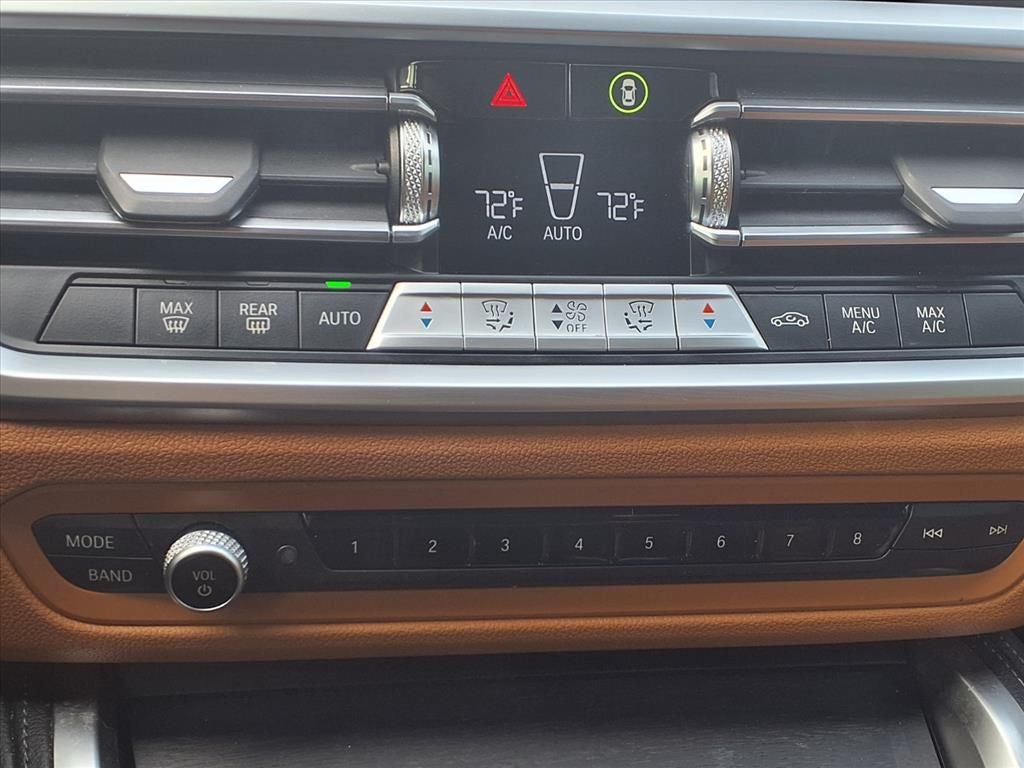 72°F 72°F
A/C AUTO
MAX REAR AUTO OFF MENU A/C MAX A/C
MODE 1 2 3 4 5 6 7 8
BAND VOL